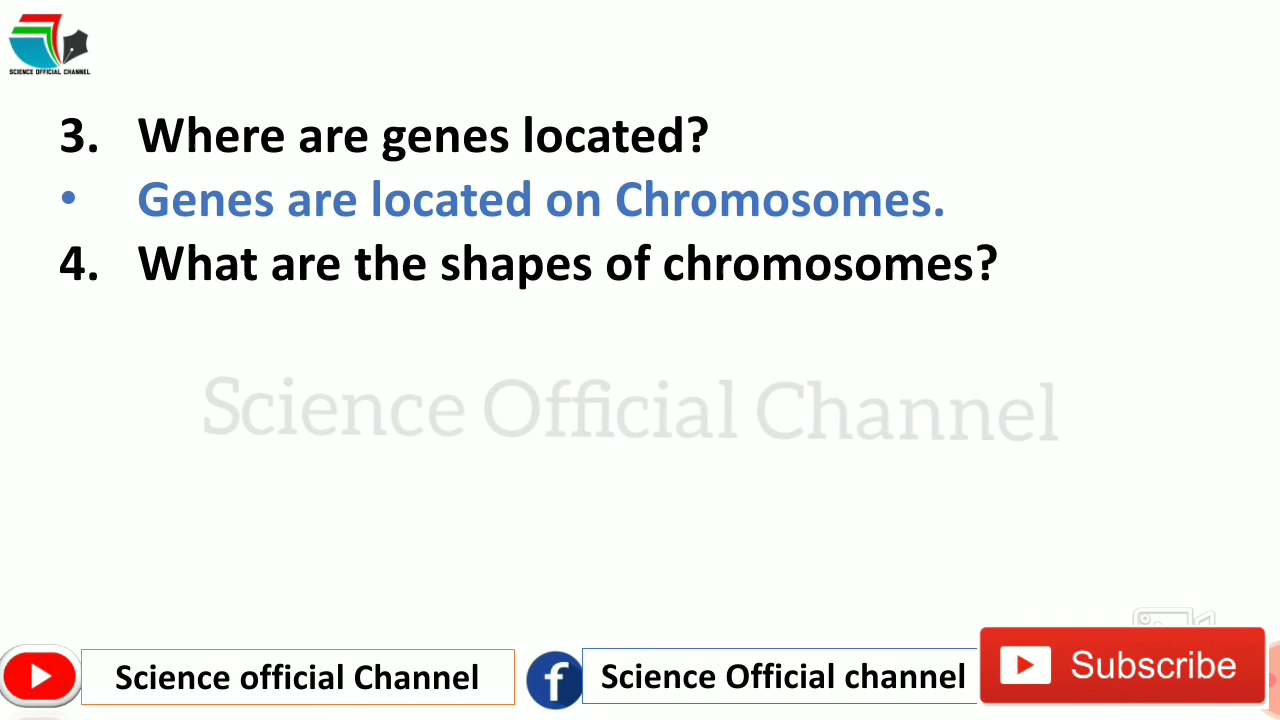 SCIENCE OFFICIAL CHANNEL
3. Where are genes located?
• Genes are located on Chromosomes.
4. What are the shapes of chromosomes?
Science Official Channel
Science official Channel
Science Official channel
Subscribe